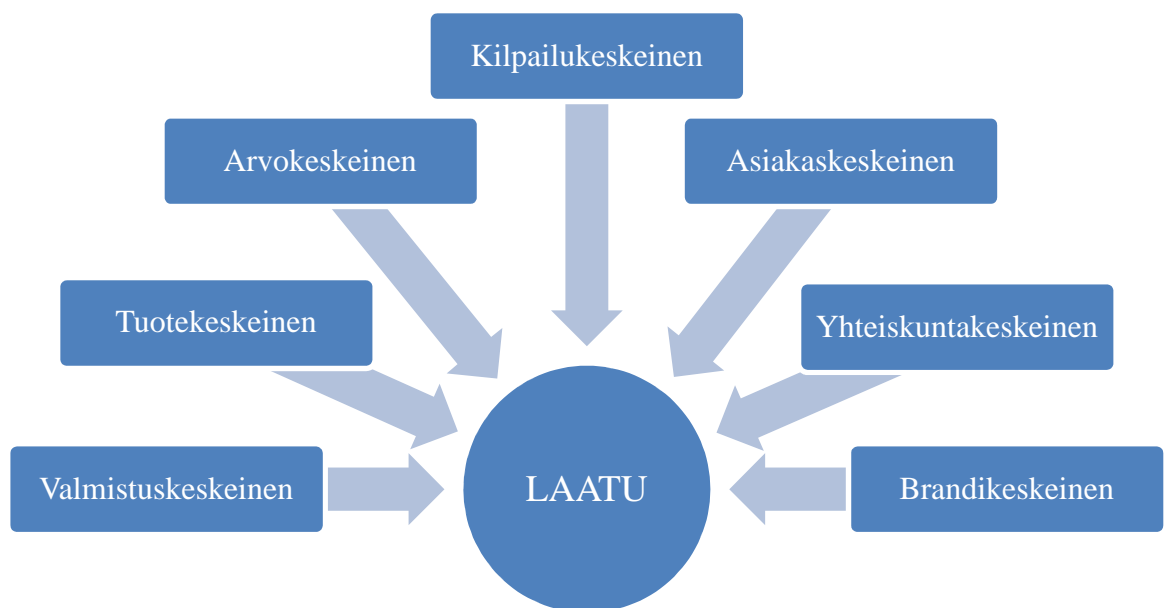 Kilpailukeskeinen
Arvokeskeinen
Asiakaskeskeinen
Tuotekeskeinen
Yhteiskuntakeskeinen
Valmistuskeskeinen
LAATU
Brandikeskeinen